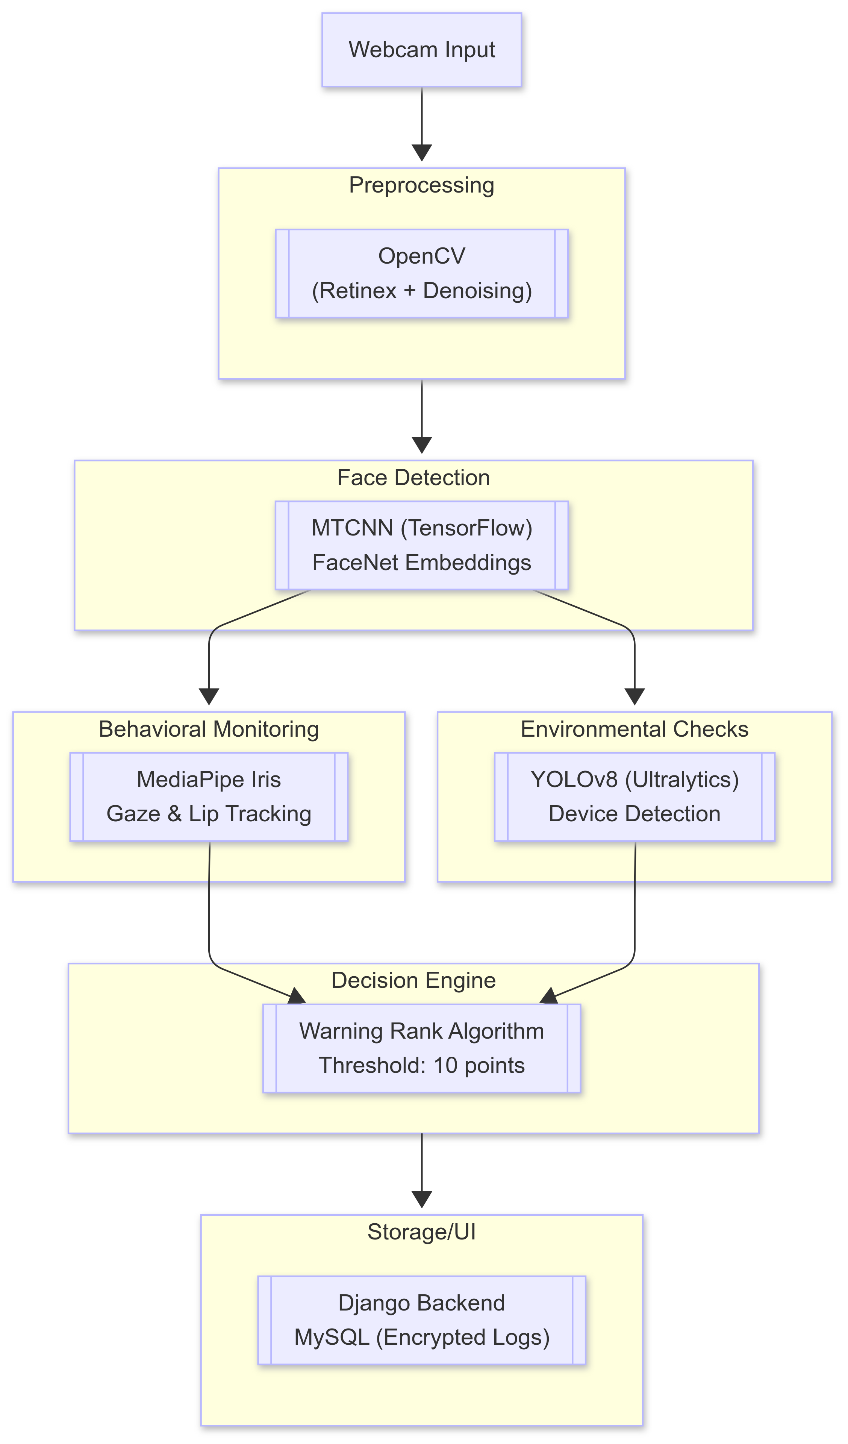 Webcam Input
Preprocessing
OpenCV
(Retinex + Denoising)
Face Detection
MTCNN (TensorFlow)
FaceNet Embeddings
Behavioral Monitoring
MediaPipe Iris
Gaze & Lip Tracking
Environmental Checks
YOLOv8 (Ultralytics)
Device Detection
Decision Engine
Warning Rank Algorithm
Threshold: 10 points
Storage/UI
Django Backend
MySQL (Encrypted Logs)